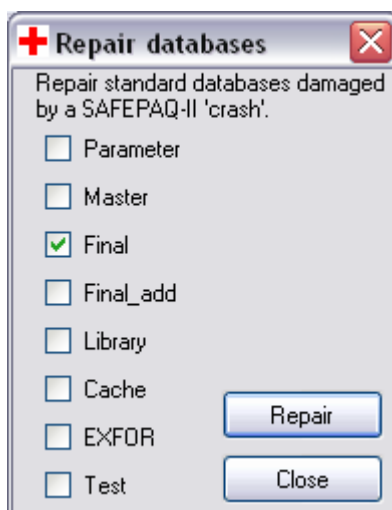 Repair databases
Repair standard databases damaged
by a SAFEPAQ-II 'crash'.
Parameter
Master
Final
Final_add
Library
Cache
EXFOR
Test
Repair
Close